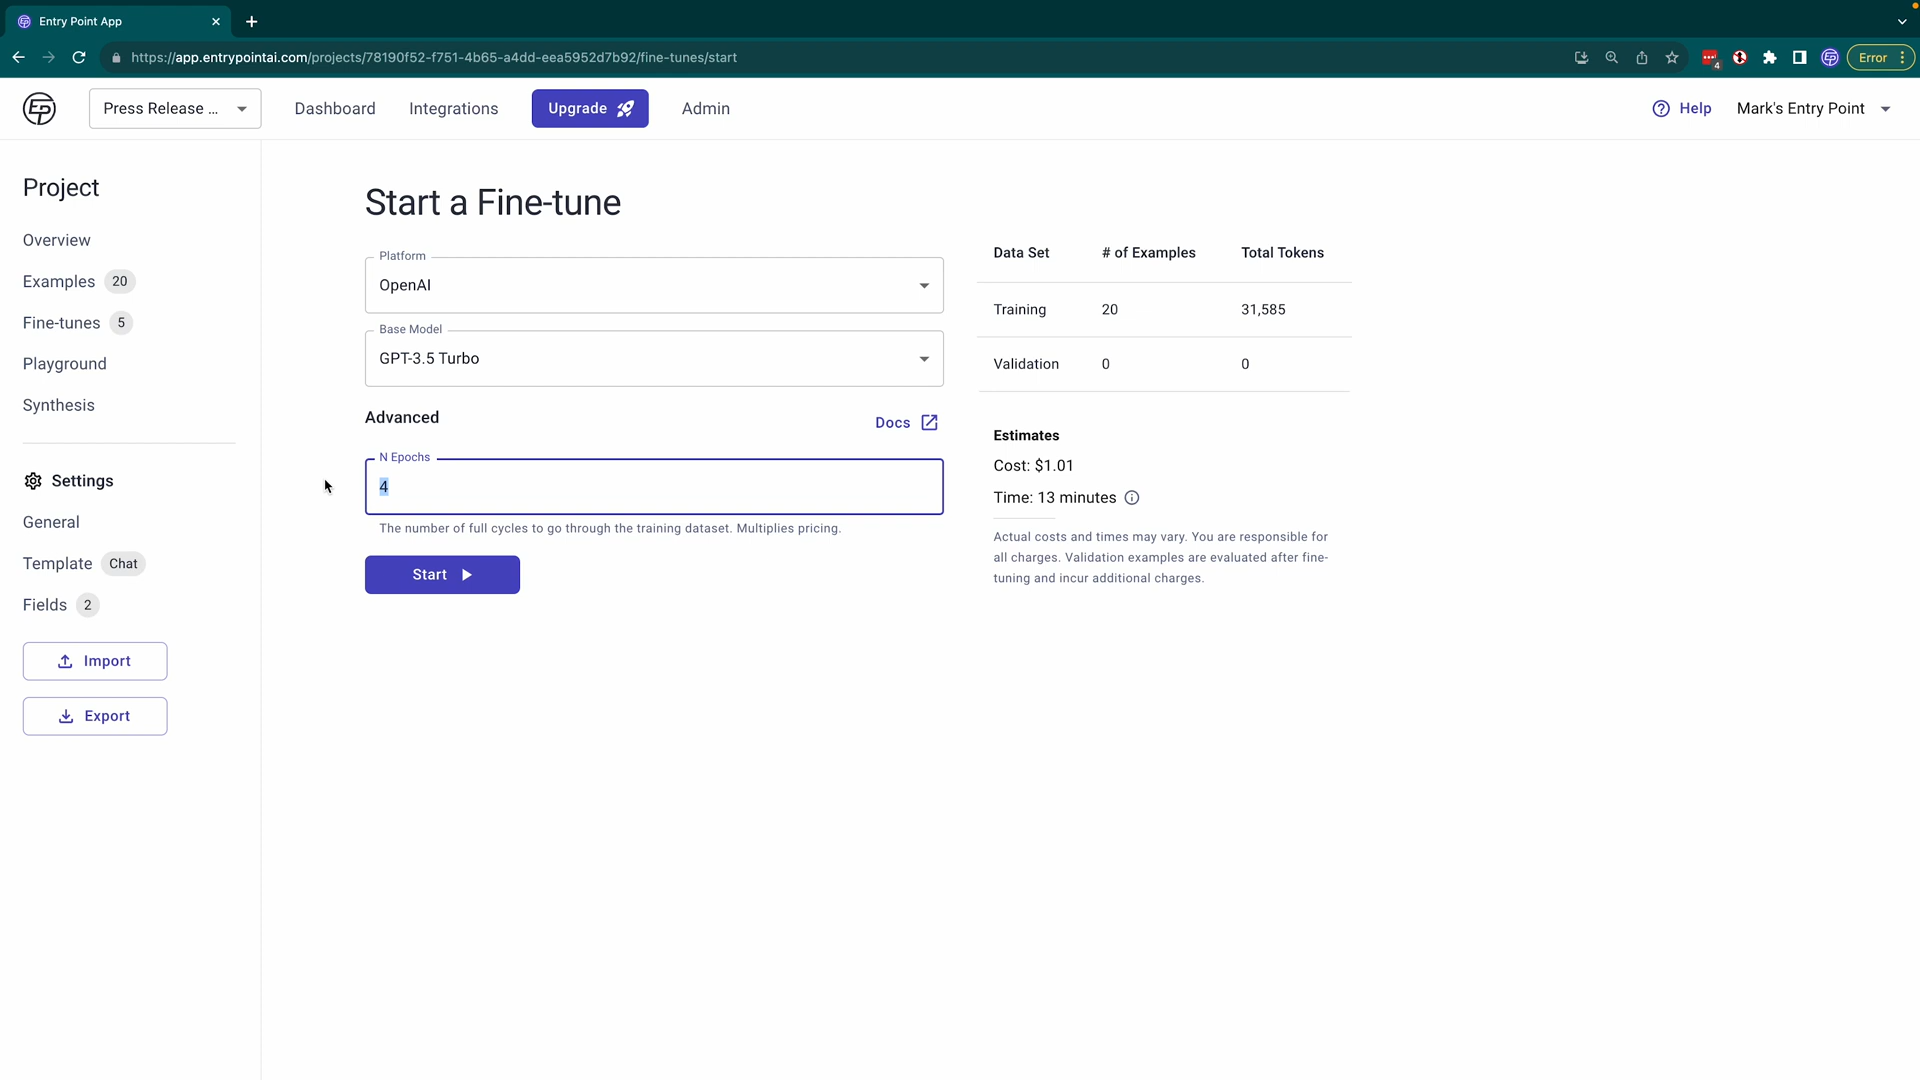 Entry Point App
https://app.entrypointai.com/projects/78190f52-f751-4b65-a4dd-eea5952d7b92/fine-tunes/start
4
Error
EP
Press Release ...
Dashboard
Integrations
Upgrade
Admin
Help
Mark's Entry Point
Project
Overview
Examples 20
Fine-tunes 5
Playground
Synthesis
Settings
General
Template Chat
Fields 2
Import
Export
Start a Fine-tune
Platform
OpenAI
Base Model
GPT-3.5 Turbo
Advanced
Docs
N Epochs
4
The number of full cycles to go through the training dataset. Multiplies pricing.
Start
Data Set # of Examples Total Tokens
Training 20 31,585
Validation 0 0
Estimates
Cost: $1.01
Time: 13 minutes
Actual costs and times may vary. You are responsible for
all charges. Validation examples are evaluated after fine-
tuning and incur additional charges.